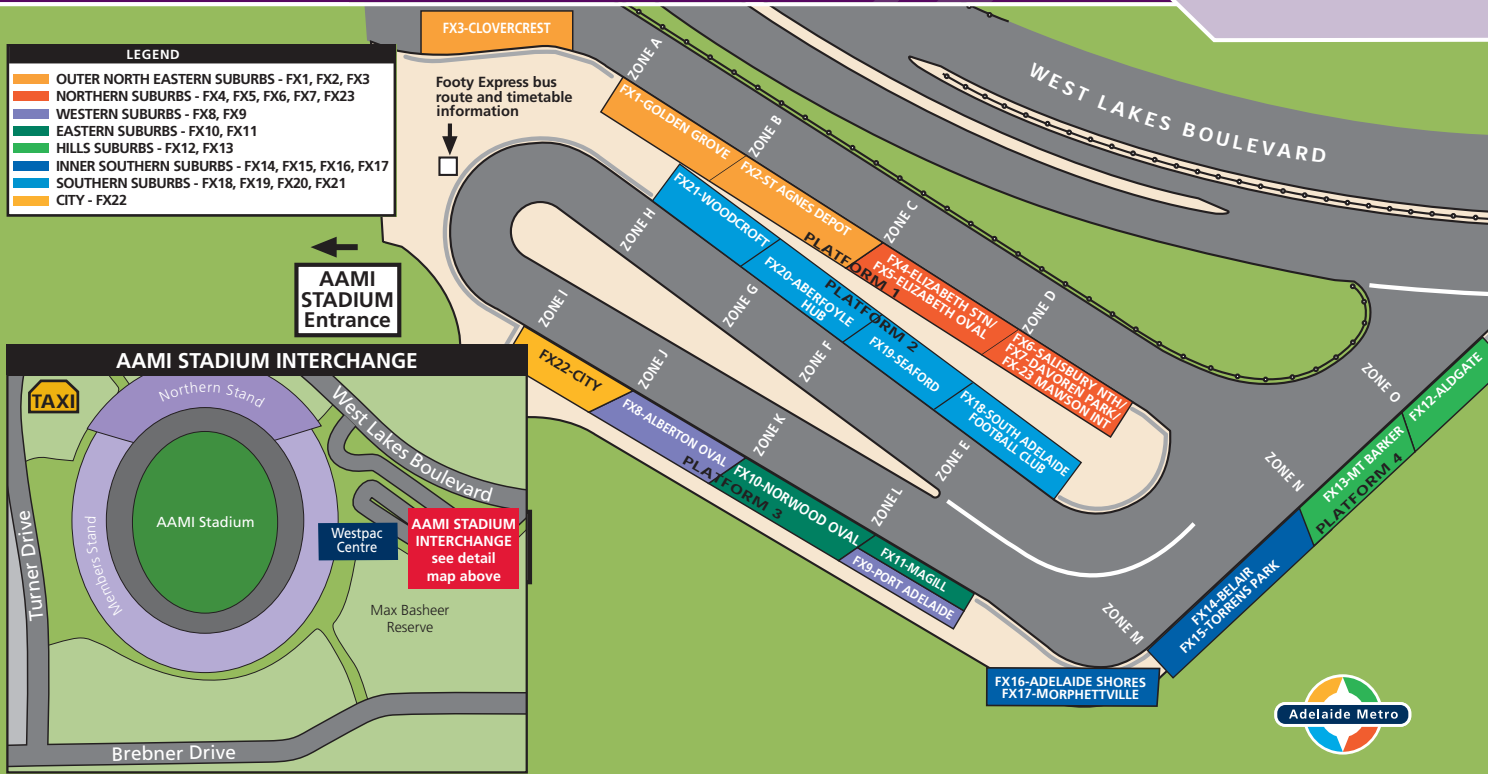 FX3-CLOVERCREST
LEGEND
OUTER NORTH EASTERN SUBURBS - FX1, FX2, FX3
NORTHERN SUBURBS - FX4, FX5, FX6, FX7, FX23
WESTERN SUBURBS - FX8, FX9
EASTERN SUBURBS - FX10, FX11
HILLS SUBURBS - FX12, FX13
INNER SOUTHERN SUBURBS - FX14, FX15, FX16, FX17
SOUTHERN SUBURBS - FX18, FX19, FX20, FX21
CITY - FX22
Footy Express bus
route and timetable
information
ZONE A
FX1-GOLDEN GROVE
ZONE B
FX2-ST AGNES DEPOT
ZONE C
PLATFORM 1
FX4-ELIZABETH STN/
FX5-ELIZABETH OVAL
ZONE D
FX6-SALISBURY NTH/
FX7-DAVOREN PARK/
FX-23 MAWSON INT
WEST LAKES BOULEVARD
ZONE H
FX21-WOODCROFT
ZONE G
FX20-ABERFOYLE
HUB
PLATFORM 2
ZONE F
FX19-SEAFORD
ZONE E
FX18-SOUTH ADELAIDE
FOOTBALL CLUB
AAMI
STADIUM
Entrance
ZONE I
FX22-CITY
ZONE J
FX8-ALBERTON OVAL
ZONE K
PLATFORM 3
FX10-NORWOOD OVAL
ZONE L
FX11-MAGILL
FX9-PORT ADELAIDE
ZONE M
FX16-ADELAIDE SHORES
FX17-MORPHETTVILLE
FX14-BELAIR
FX15-TORRENS PARK
ZONE N
FX13-MT BARKER
PLATFORM 4
ZONE O
FX12-ALDGATE
AAMI STADIUM INTERCHANGE
TAXI
Northern Stand
West Lakes Boulevard
Turner Drive
Members Stand
AAMI Stadium
Westpac
Centre
AAMI STADIUM
INTERCHANGE
see detail
map above
Max Basheer
Reserve
Brebner Drive
Adelaide Metro